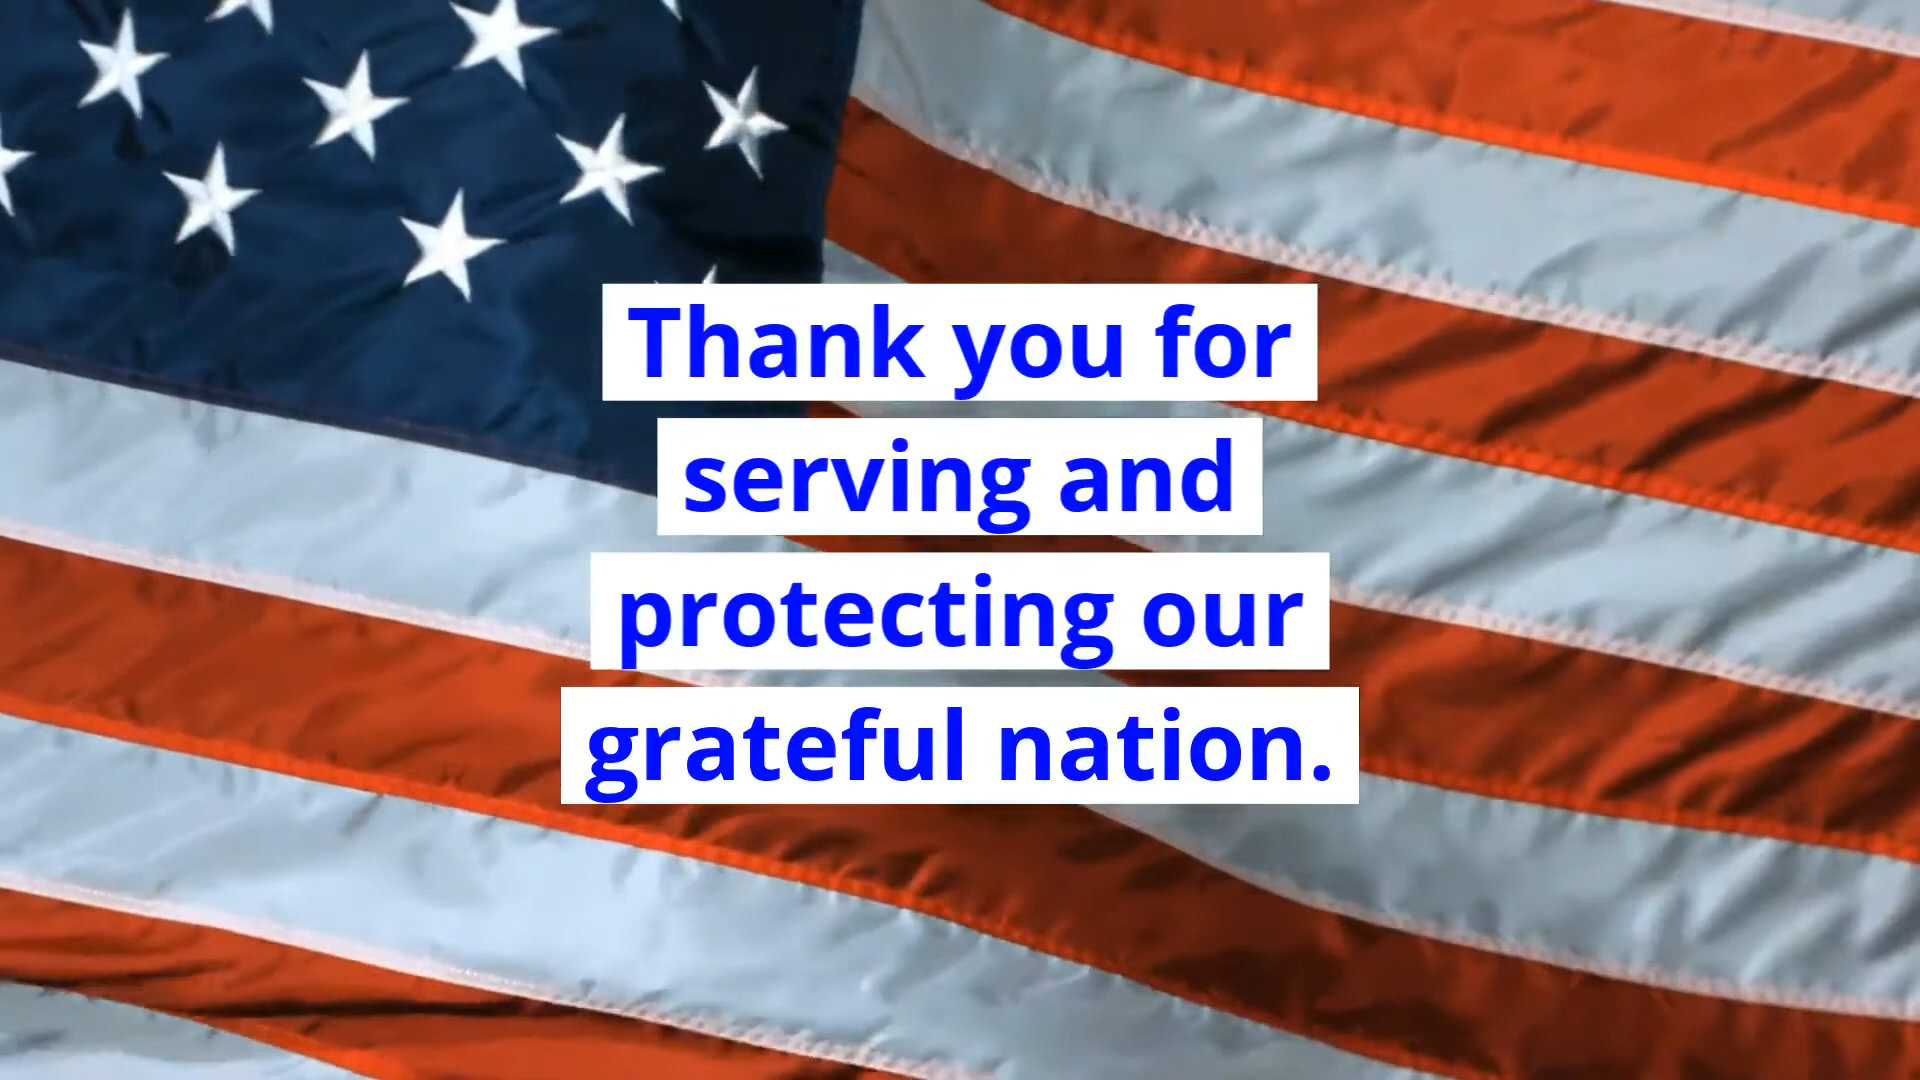 Thank you for
serving and
protecting our
grateful nation.